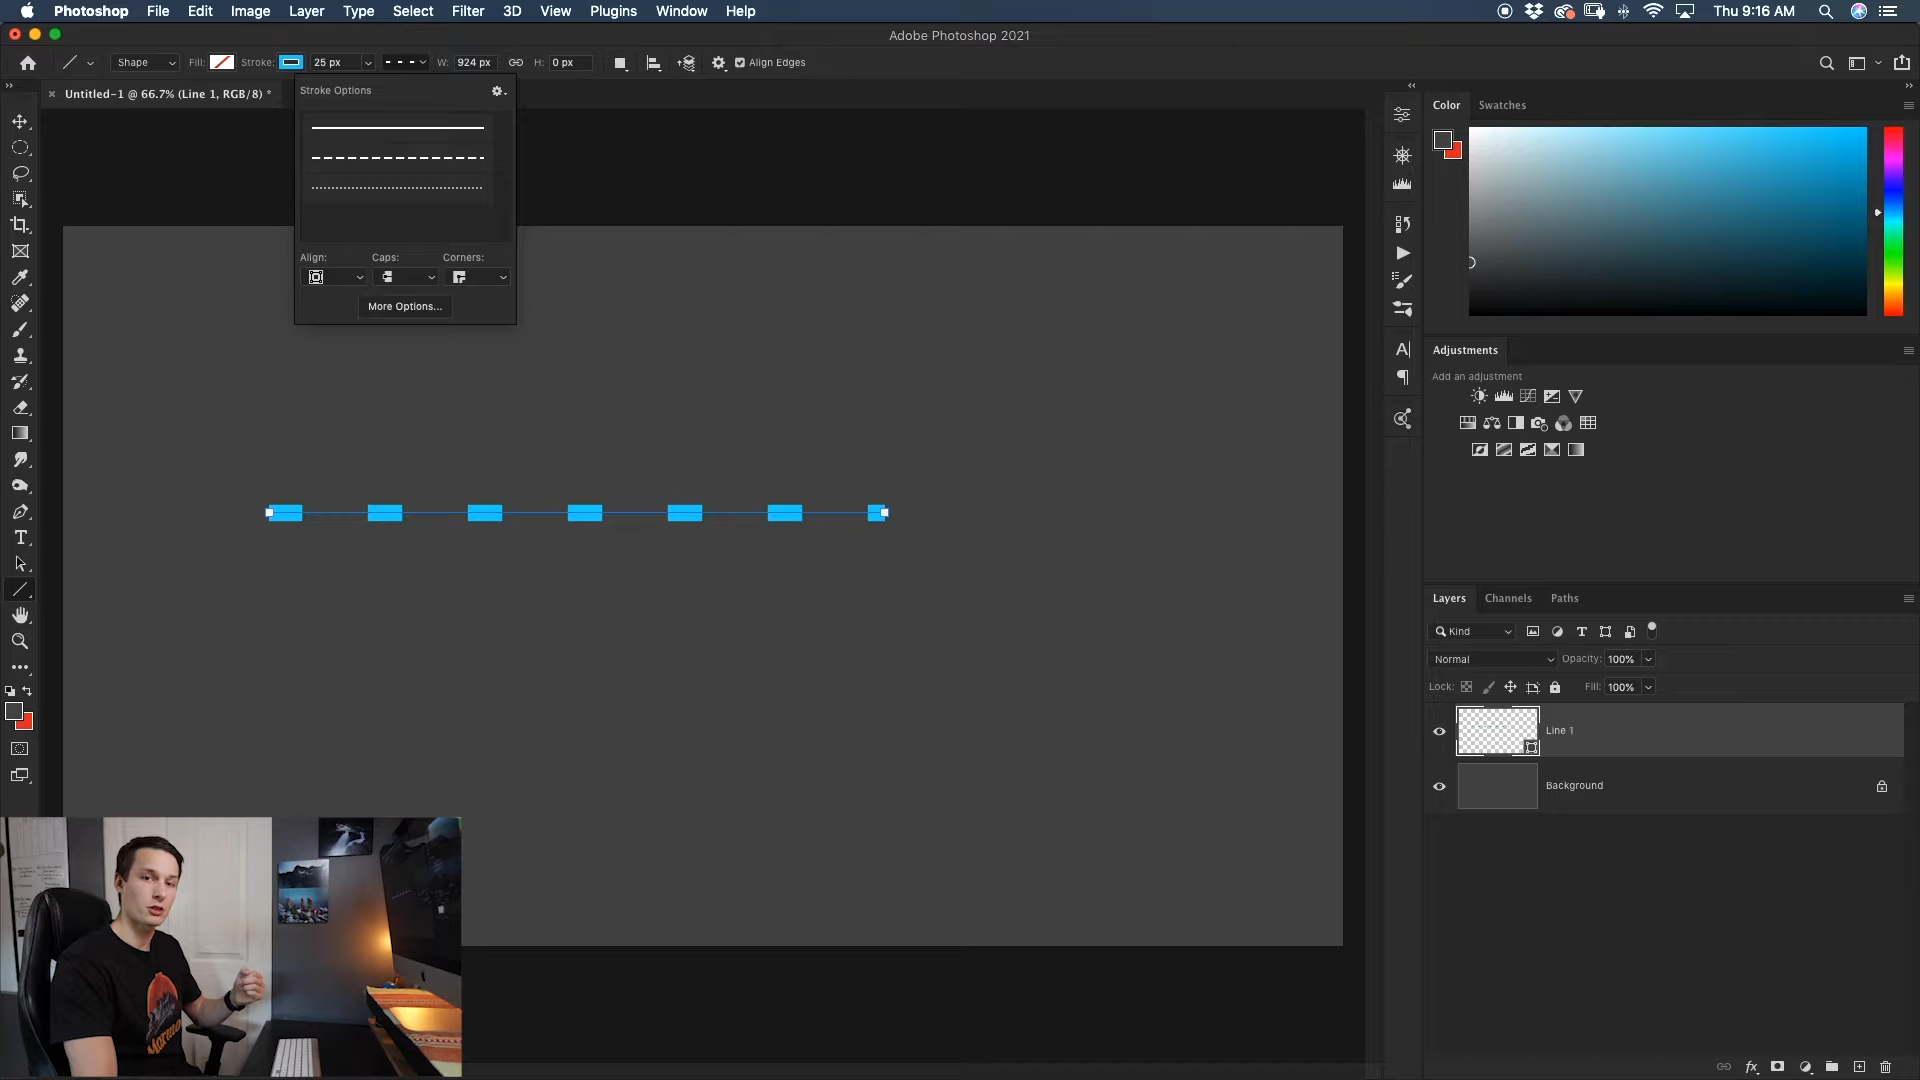 Photoshop File Edit Image Layer Type Select Filter 3D View Plugins Window Help Thu 9:16 AM
Adobe Photoshop 2021
Shape Fill: Stroke: 25 px W: 924 px H: 0 px Align Edges
Untitled-1 @ 66.7% (Line 1, RGB/8) *
Stroke Options
Align: Caps: Corners:
More Options...
Color Swatches
Adjustments
Add an adjustment
Layers Channels Paths
Kind
Normal Opacity: 100%
Lock: Fill: 100%
Line 1
Background